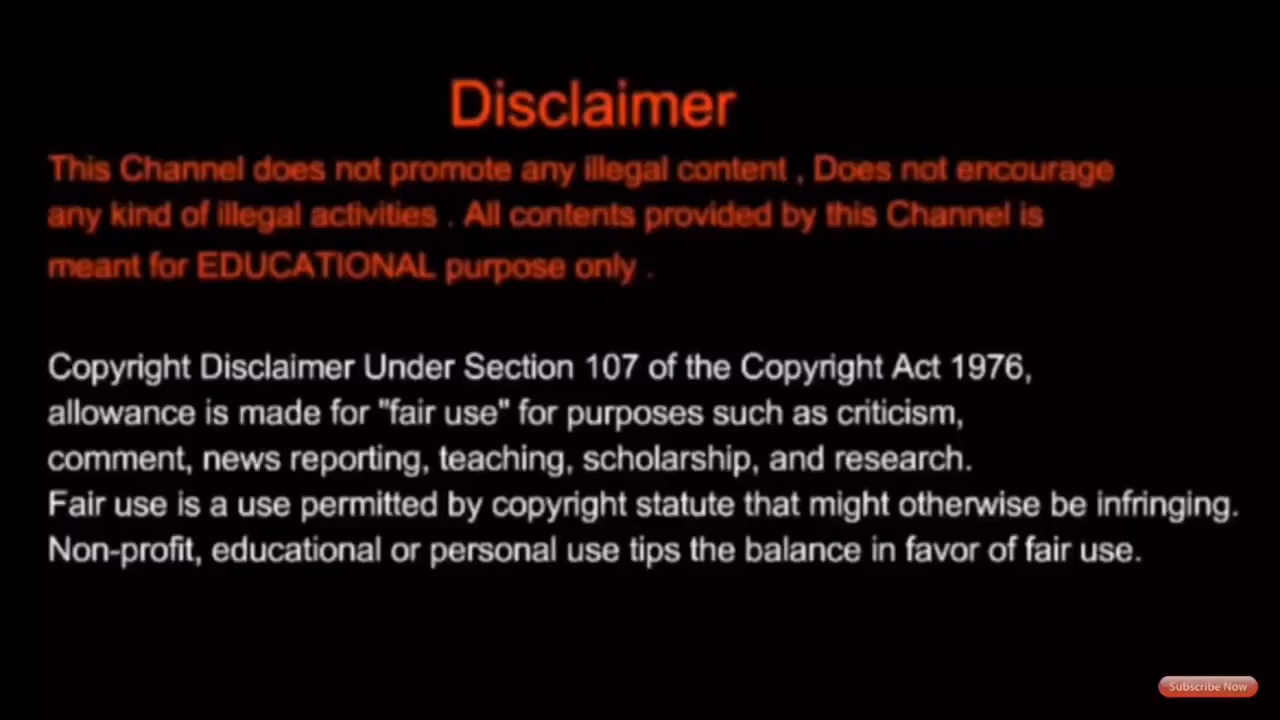 Disclaimer
This Channel does not promote any illegal content , Does not encourage
any kind of illegal activities . All contents provided by this Channel is
meant for EDUCATIONAL purpose only .
Copyright Disclaimer Under Section 107 of the Copyright Act 1976,
allowance is made for "fair use" for purposes such as criticism,
comment, news reporting, teaching, scholarship, and research.
Fair use is a use permitted by copyright statute that might otherwise be infringing.
Non-profit, educational or personal use tips the balance in favor of fair use.
Subscribe Now